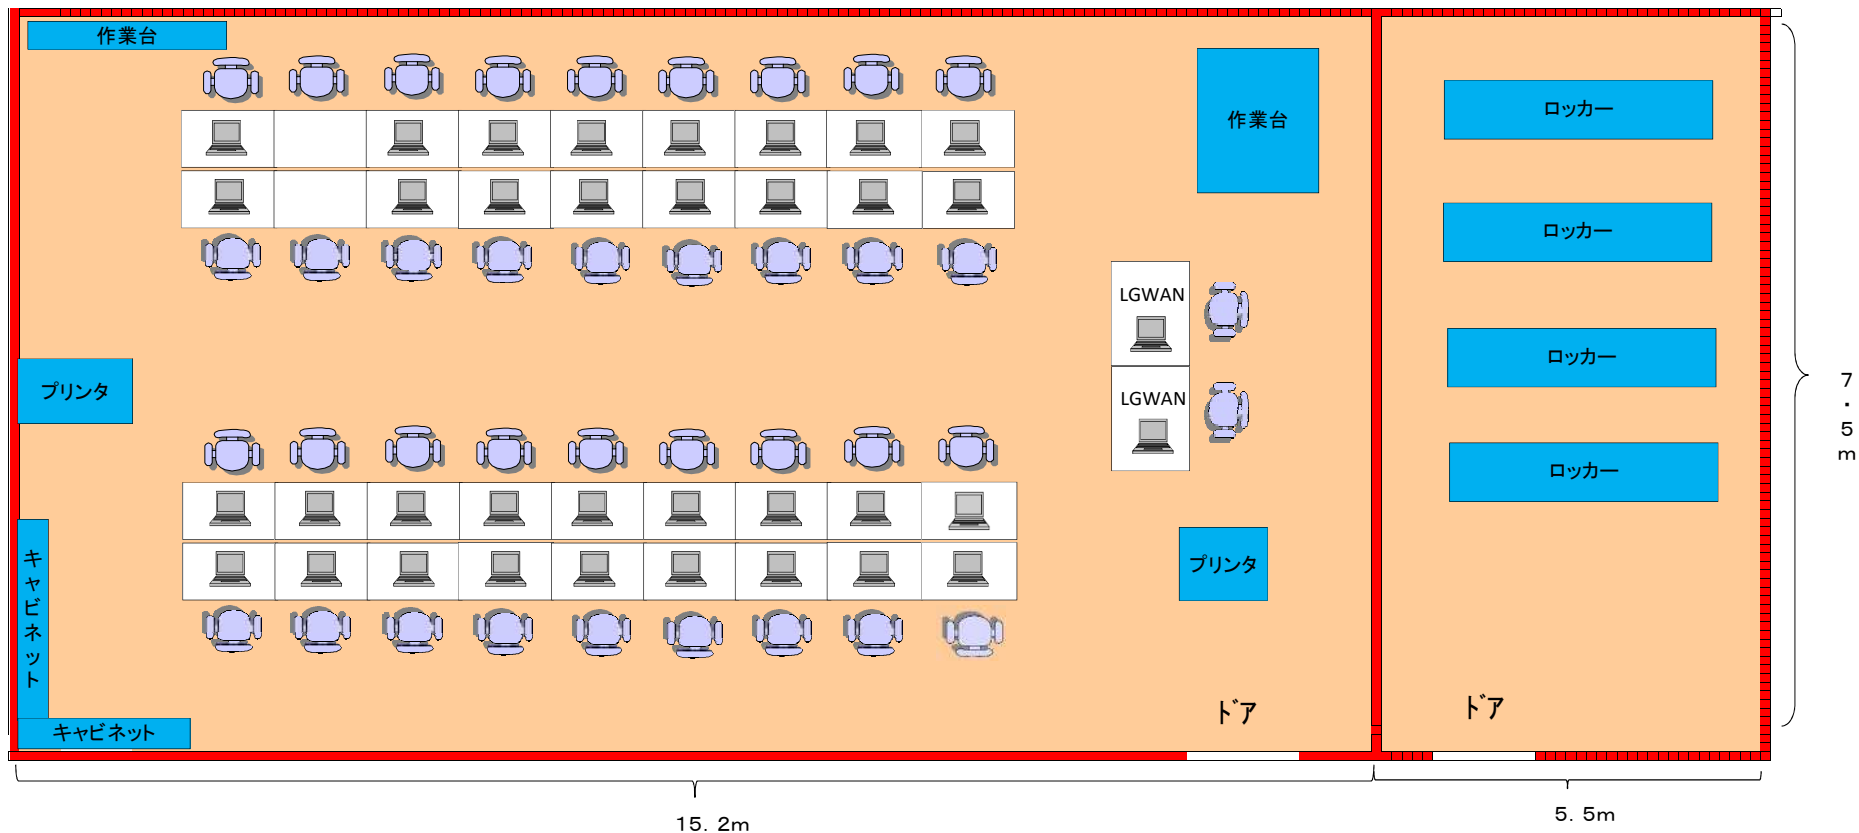 作業台
作業台
ロッカー
ロッカー
LGWAN
ロッカー
プリンタ
LGWAN
ロッカー
キャビネット
プリンタ
キャビネット
ドア
ドア
7.5m
15.2m
5.5m